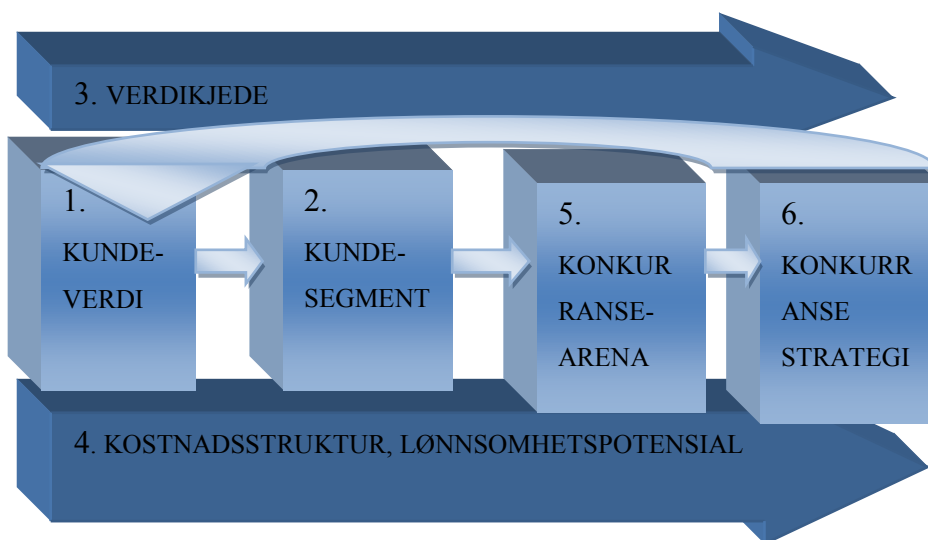 3. VERDIKJEDE
1.
KUNDE-
VERDI
2.
KUNDE-
SEGMENT
5.
KONKUR
RANSE-
ARENA
6.
KONKURR
ANSE
STRATEGI
4. KOSTNADSSTRUKTUR, LØNNSOMHETSPOTENSIAL